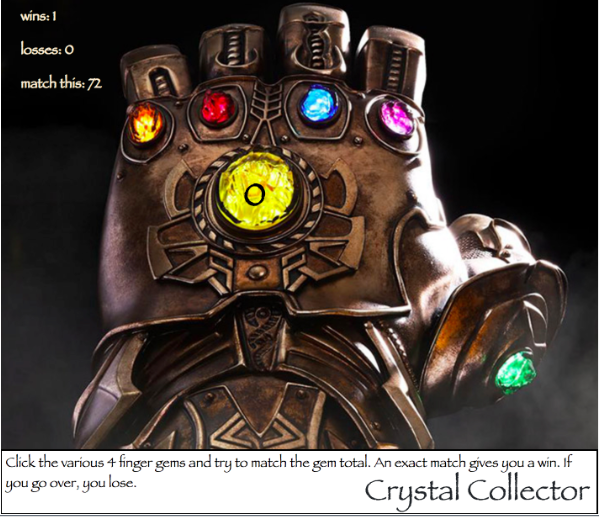 wins: 1
losses: 0
match this: 72
0
Click the various 4 finger gems and try to match the gem total. An exact match gives you a win. If
you go over, you lose.
Crystal Collector